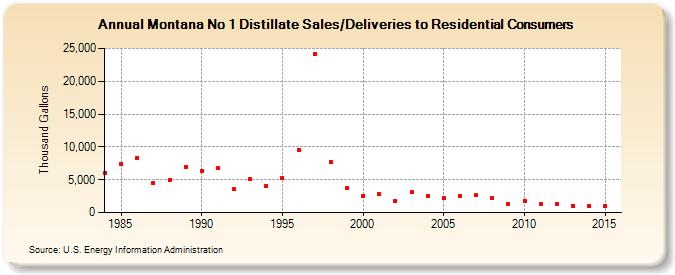 Annual Montana No 1 Distillate Sales/Deliveries to Residential Consumers
Thousand Gallons
25,000
20,000
15,000
10,000
5,000
0
1985 1990 1995 2000 2005 2010 2015
Source: U.S. Energy Information Administration